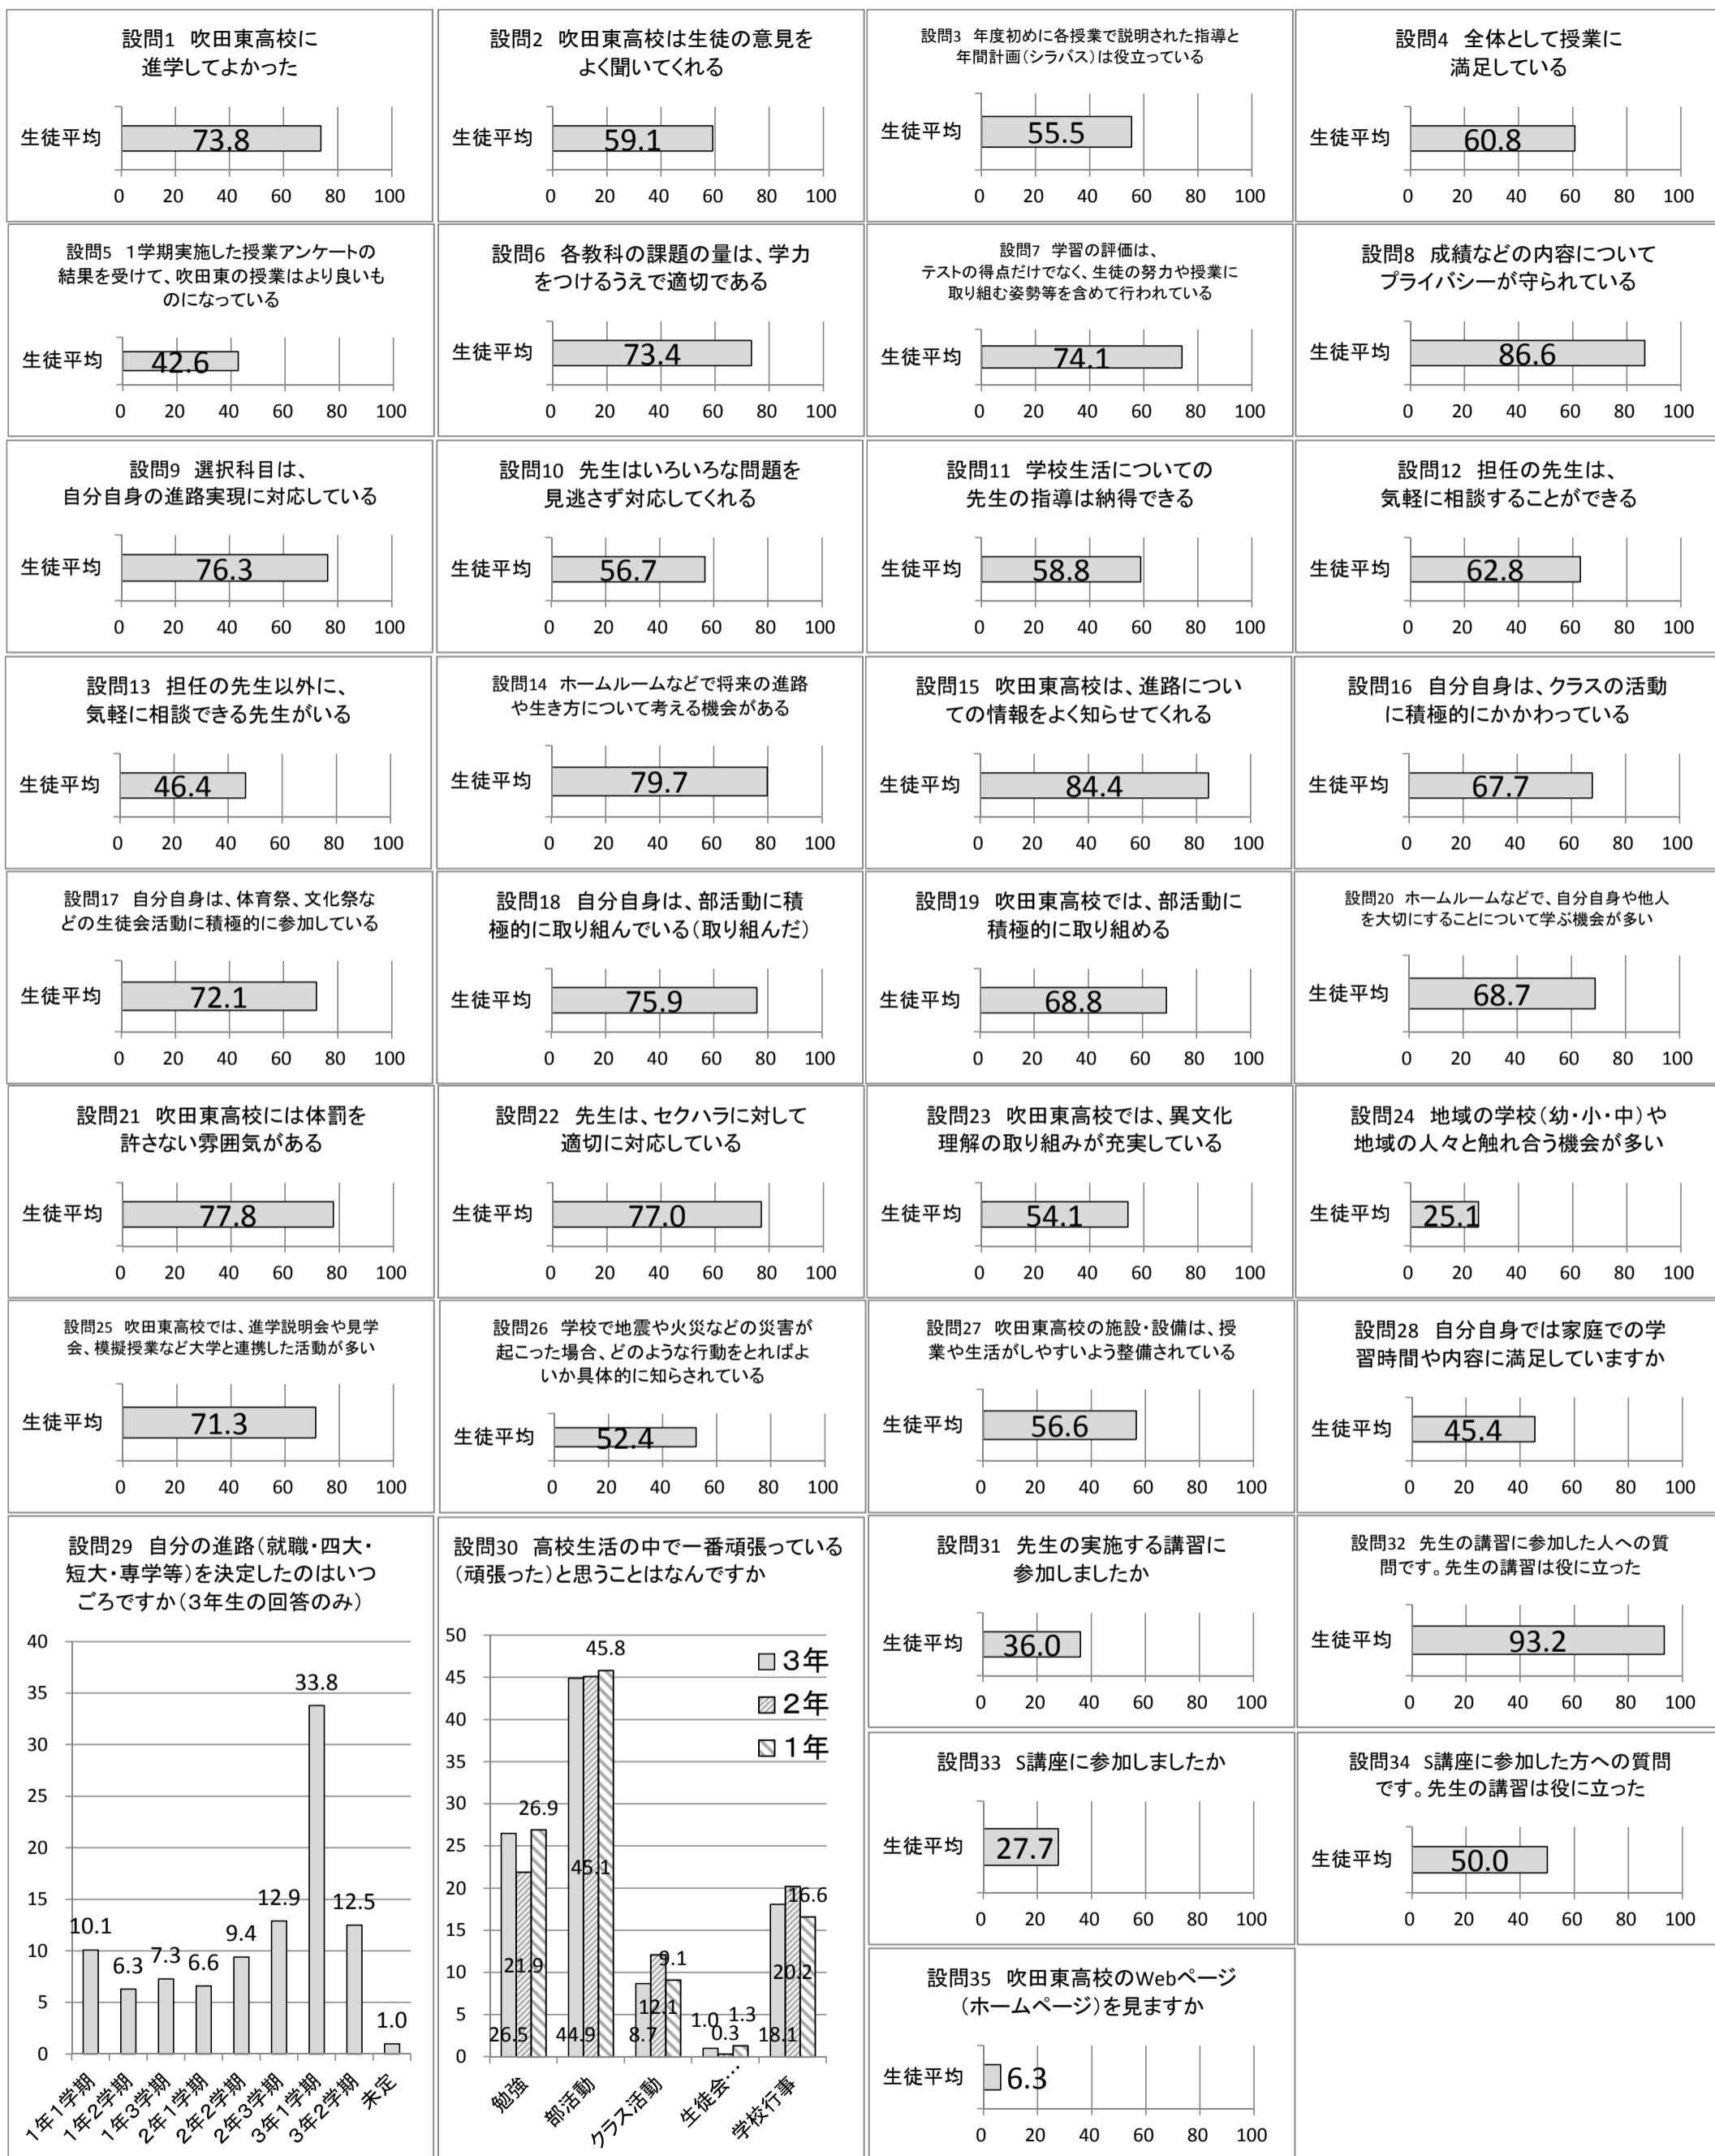 設問1 吹田東高校に
進学してよかった
生徒平均
73.8
0 20 40 60 80 100
設問2 吹田東高校は生徒の意見を
よく聞いてくれる
生徒平均
59.1
0 20 40 60 80 100
設問3 年度初めに各授業で説明された指導と
年間計画(シラバス)は役立っている
生徒平均
55.5
0 20 40 60 80 100
設問4 全体として授業に
満足している
生徒平均
60.8
0 20 40 60 80 100
設問5 1学期実施した授業アンケートの
結果を受けて、吹田東の授業はより良いも
のになっている
生徒平均
42.6
0 20 40 60 80 100
設問6 各教科の課題の量は、学力
をつけるうえで適切である
生徒平均
73.4
0 20 40 60 80 100
設問7 学習の評価は、
テストの得点だけでなく、生徒の努力や授業に
取り組む姿勢等を含めて行われている
生徒平均
74.1
0 20 40 60 80 100
設問8 成績などの内容について
プライバシーが守られている
生徒平均
86.6
0 20 40 60 80 100
設問9 選択科目は、
自分自身の進路実現に対応している
生徒平均
76.3
0 20 40 60 80 100
設問10 先生はいろいろな問題を
見逃さず対応してくれる
生徒平均
56.7
0 20 40 60 80 100
設問11 学校生活についての
先生の指導は納得できる
生徒平均
58.8
0 20 40 60 80 100
設問12 担任の先生は、
気軽に相談することができる
生徒平均
62.8
0 20 40 60 80 100
設問13 担任の先生以外に、
気軽に相談できる先生がいる
生徒平均
46.4
0 20 40 60 80 100
設問14 ホームルームなどで将来の進路
や生き方について考える機会がある
生徒平均
79.7
0 20 40 60 80 100
設問15 吹田東高校は、進路につい
ての情報をよく知らせてくれる
生徒平均
84.4
0 20 40 60 80 100
設問16 自分自身は、クラスの活動
に積極的にかかわっている
生徒平均
67.7
0 20 40 60 80 100
設問17 自分自身は、体育祭、文化祭な
どの生徒会活動に積極的に参加している
生徒平均
72.1
0 20 40 60 80 100
設問18 自分自身は、部活動に積
極的に取り組んでいる(取り組んだ)
生徒平均
75.9
0 20 40 60 80 100
設問19 吹田東高校では、部活動に
積極的に取り組める
生徒平均
68.8
0 20 40 60 80 100
設問20 ホームルームなどで、自分自身や他人
を大切にすることについて学ぶ機会が多い
生徒平均
68.7
0 20 40 60 80 100
設問21 吹田東高校には体罰を
許さない雰囲気がある
生徒平均
77.8
0 20 40 60 80 100
設問22 先生は、セクハラに対して
適切に対応している
生徒平均
77.0
0 20 40 60 80 100
設問23 吹田東高校では、異文化
理解の取り組みが充実している
生徒平均
54.1
0 20 40 60 80 100
設問24 地域の学校(幼・小・中)や
地域の人々と触れ合う機会が多い
生徒平均
25.1
0 20 40 60 80 100
設問25 吹田東高校では、進学説明会や見学
会、模擬授業など大学と連携した活動が多い
生徒平均
71.3
0 20 40 60 80 100
設問26 学校で地震や火災などの災害が
起こった場合、どのような行動をとればよ
いか具体的に知らされている
生徒平均
52.4
0 20 40 60 80 100
設問27 吹田東高校の施設・設備は、授
業や生活がしやすいよう整備されている
生徒平均
56.6
0 20 40 60 80 100
設問28 自分自身では家庭での学
習時間や内容に満足していますか
生徒平均
45.4
0 20 40 60 80 100
設問29 自分の進路(就職・四大・
短大・専学等)を決定したのはいつ
ごろですか(3年生の回答のみ)
40
35
30
25
20
15
10
5
0
10.1
6.3
7.3
6.6
9.4
12.9
33.8
12.5
1.0
1年1学期
1年2学期
1年3学期
2年1学期
2年2学期
2年3学期
3年1学期
3年2学期
未定
設問30 高校生活の中で一番頑張っている
(頑張った)と思うことはなんですか
50
45
40
35
30
25
20
15
10
5
0
3年
2年
1年
26.5
21.9
26.9
44.9
45.1
45.8
8.7
12.1
9.1
1.0
0.3
1.3
18.1
20.2
16.6
勉強
部活動
クラス活動
生徒会…
学校行事
設問31 先生の実施する講習に
参加しましたか
生徒平均
36.0
0 20 40 60 80 100
設問32 先生の講習に参加した人への質
問です。先生の講習は役に立った
生徒平均
93.2
0 20 40 60 80 100
設問33 S講座に参加しましたか
生徒平均
27.7
0 20 40 60 80 100
設問34 S講座に参加した方への質問
です。先生の講習は役に立った
生徒平均
50.0
0 20 40 60 80 100
設問35 吹田東高校のWebページ
(ホームページ)を見ますか
生徒平均
6.3
0 20 40 60 80 100